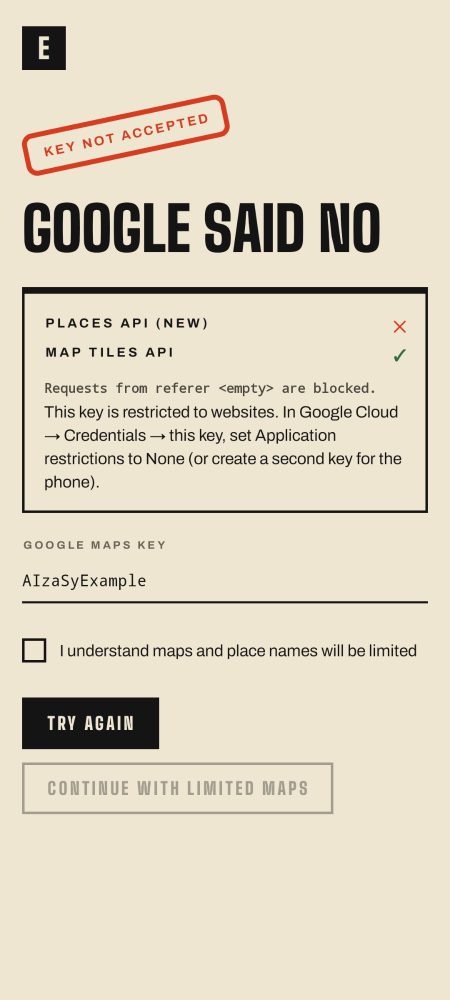 E
KEY NOT ACCEPTED
GOOGLE SAID NO
PLACES API (NEW) ×
MAP TILES API ✓
Requests from referer <empty> are blocked.
This key is restricted to websites. In Google Cloud
→ Credentials → this key, set Application
restrictions to None (or create a second key for the
phone).
GOOGLE MAPS KEY
AIzaSyExample
I understand maps and place names will be limited
TRY AGAIN
CONTINUE WITH LIMITED MAPS